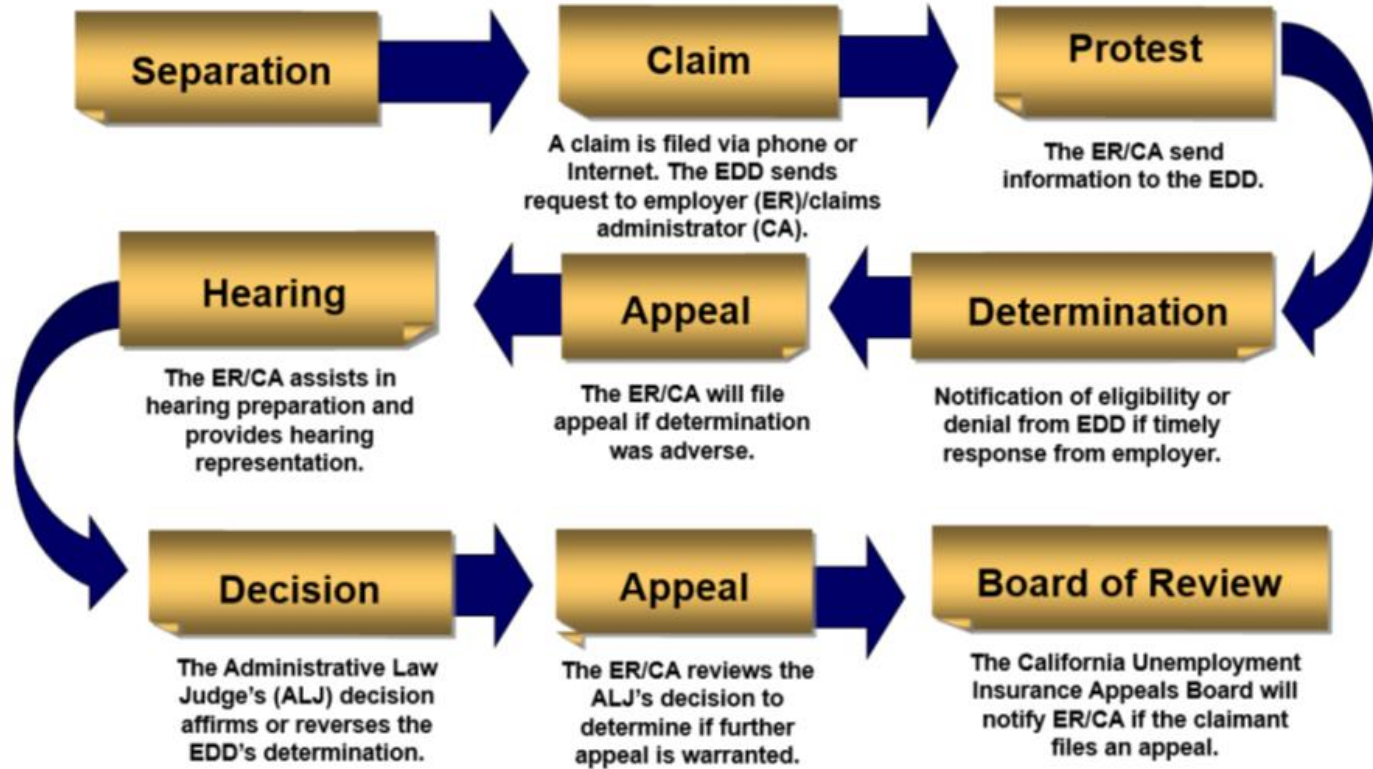 Separation
Claim
A claim is filed via phone or
Internet. The EDD sends
request to employer (ER)/claims
administrator (CA).
Protest
The ER/CA send
information to the EDD.
Determination
Notification of eligibility or
denial from EDD if timely
response from employer.
Appeal
The ER/CA will file
appeal if determination
was adverse.
Hearing
The ER/CA assists in
hearing preparation and
provides hearing
representation.
Decision
The Administrative Law
Judge's (ALJ) decision
affirms or reverses the
EDD's determination.
Appeal
The ER/CA reviews the
ALJ's decision to
determine if further
appeal is warranted.
Board of Review
The California Unemployment
Insurance Appeals Board will
notify ER/CA if the claimant
files an appeal.